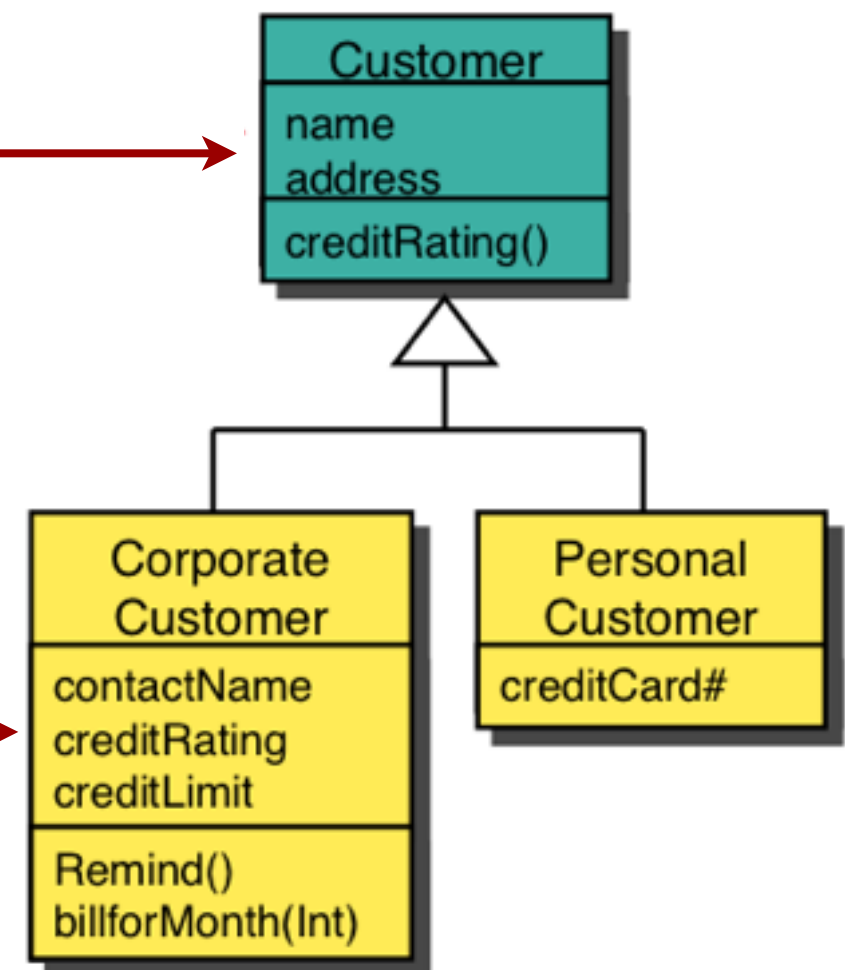 Customer
name
address
creditRating()
Corporate
Customer
contactName
creditRating
creditLimit
Remind()
billforMonth(Int)
Personal
Customer
creditCard#